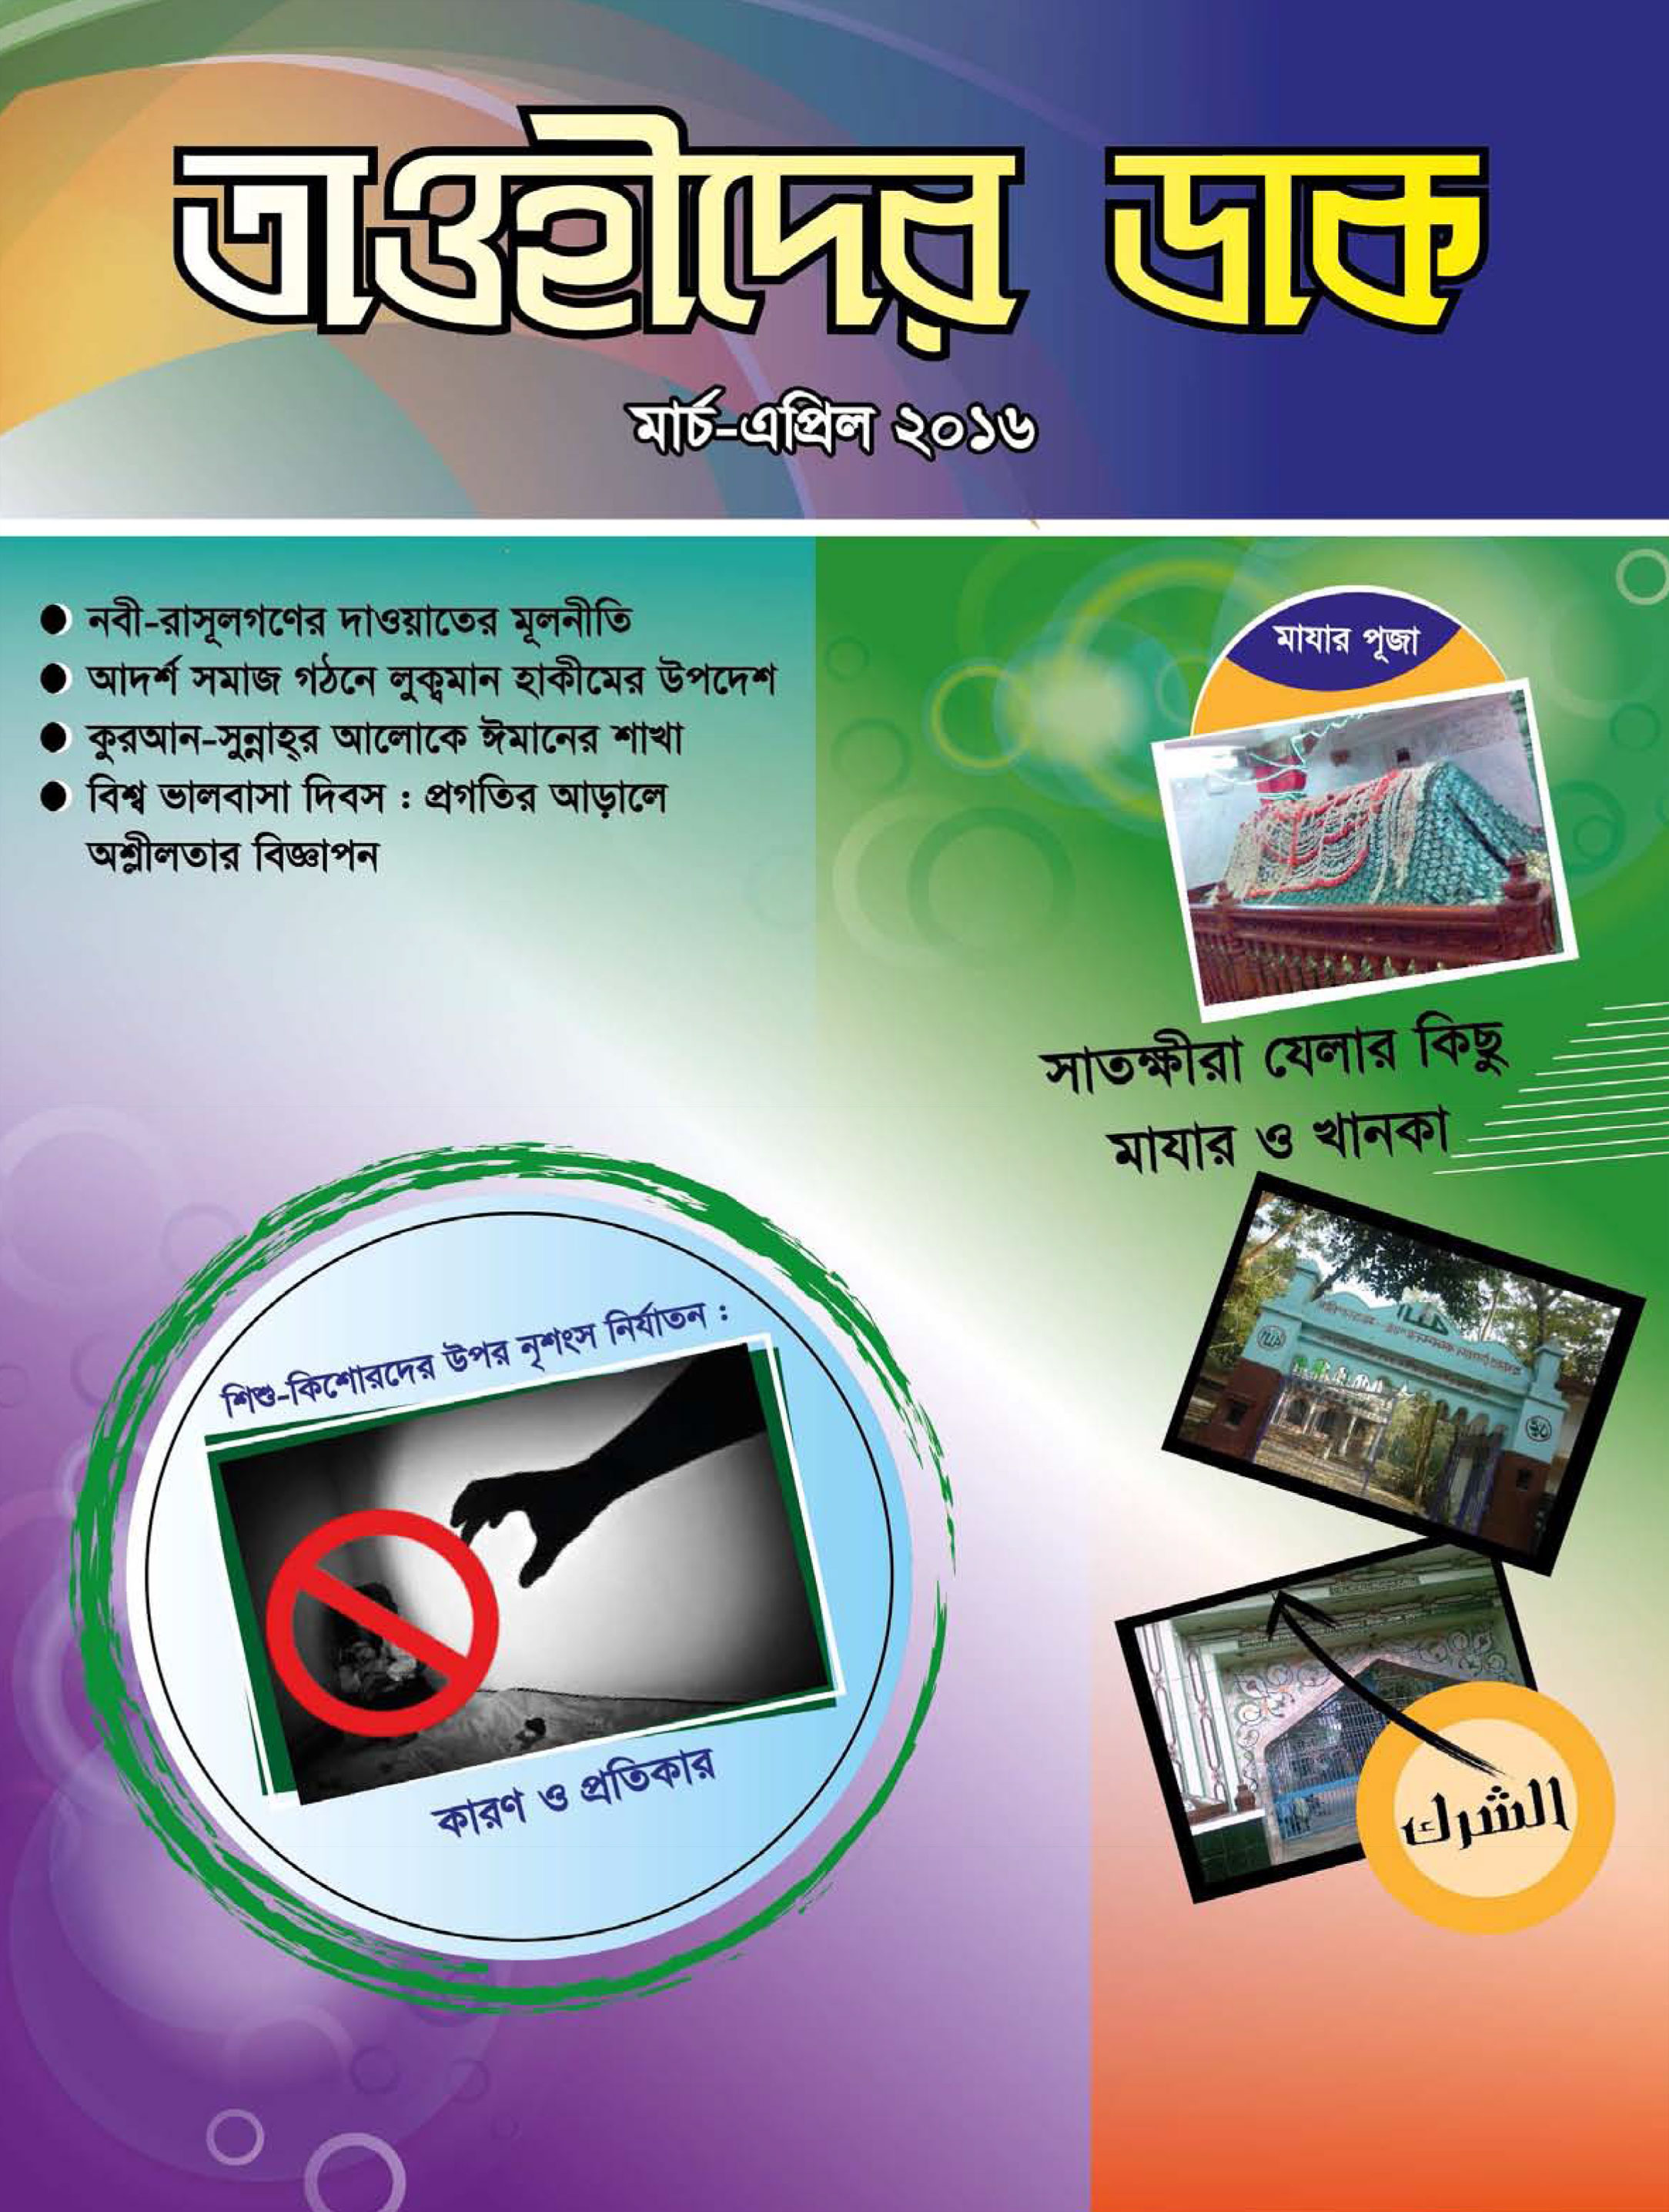 তাওহীদের ডাক
মার্চ-এপ্রিল ২০১৬
● নবী-রাসূলগণের দাওয়াতের মূলনীতি
● আদর্শ সমাজ গঠনে লুক্বমান হাকীমের উপদেশ
● কুরআন-সুন্নাহ্‌র আলোকে ঈমানের শাখা
● বিশ্ব ভালবাসা দিবস : প্রগতির আড়ালে
অশ্লীলতার বিজ্ঞাপন
মাযার পূজা
সাতক্ষীরা যেলার কিছু
মাযার ও খানকা
শিশু-কিশোরদের উপর নৃশংস নির্যাতন :
কারণ ও প্রতিকার
الشرك